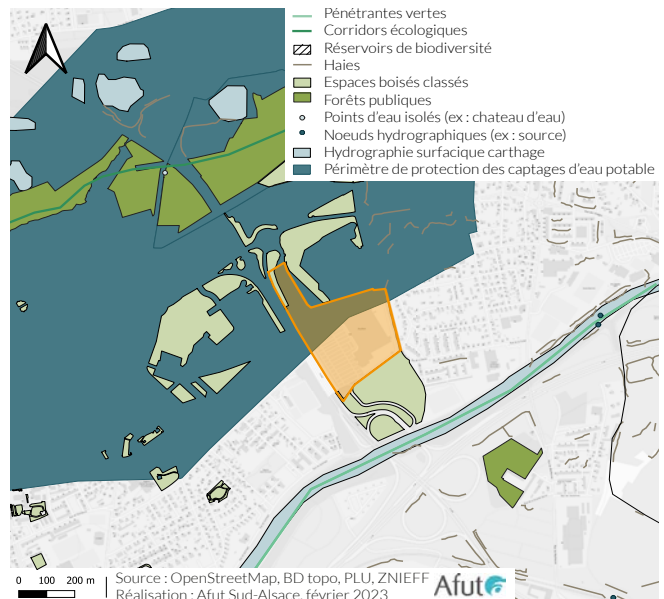 Pénétrantes vertes
Corridors écologiques
Réservoirs de biodiversité
Haies
Espaces boisés classés
Forêts publiques
Points d'eau isolés (ex : chateau d'eau)
Noeuds hydrographiques (ex : source)
Hydrographie surfacique carthage
Périmètre de protection des captages d'eau potable
0 100 200 m
Source : OpenStreetMap, BD topo, PLU, ZNIEFF
Réalisation : Afut Sud-Alsace, février 2023
Afut